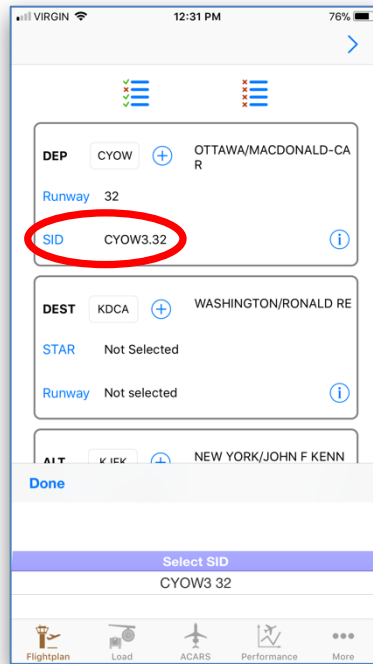 VIRGIN 12:31 PM 76%
DEP CYOW OTTAWA/MACDONALD-CA
R
Runway 32
SID CYOW3.32
DEST KDCA WASHINGTON/RONALD RE
STAR Not Selected
Runway Not selected
ALT KJFK NEW YORK/JOHN F KENN
Done
Select SID
CYOW3 32
Flightplan Load ACARS Performance More